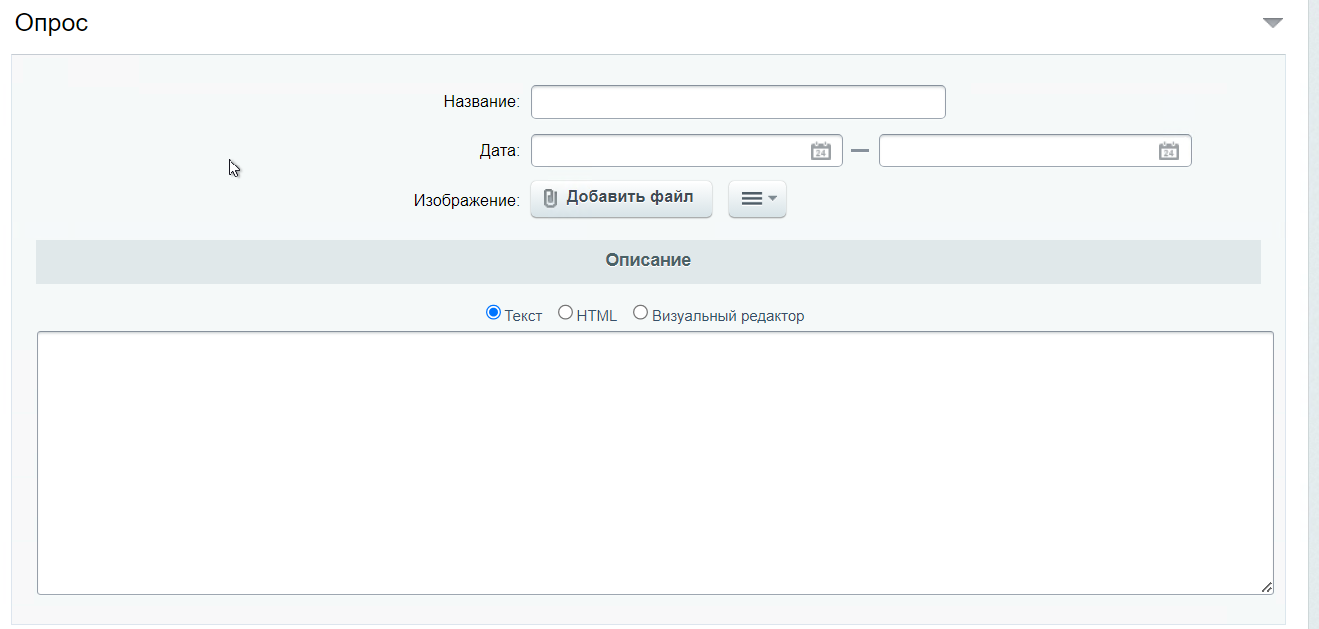 Опрос
Название:
Дата: 24 — 24
Изображение: Добавить файл
Описание
Текст HTML Визуальный редактор